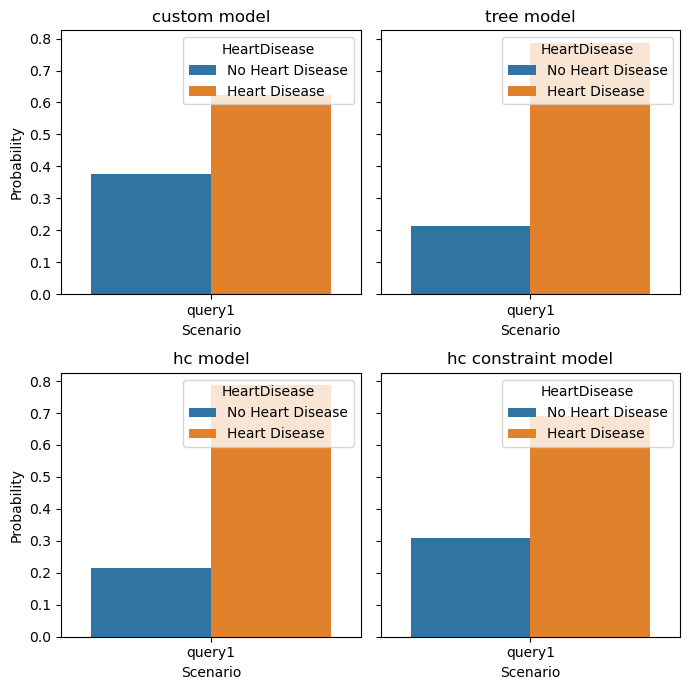 custom model
HeartDisease
No Heart Disease
Heart Disease
0.8
0.7
0.6
0.5
0.4
0.3
0.2
0.1
0.0
Probability
query1
Scenario
tree model
HeartDisease
No Heart Disease
Heart Disease
query1
Scenario
hc model
HeartDisease
No Heart Disease
Heart Disease
0.8
0.7
0.6
0.5
0.4
0.3
0.2
0.1
0.0
Probability
query1
Scenario
hc constraint model
HeartDisease
No Heart Disease
Heart Disease
query1
Scenario